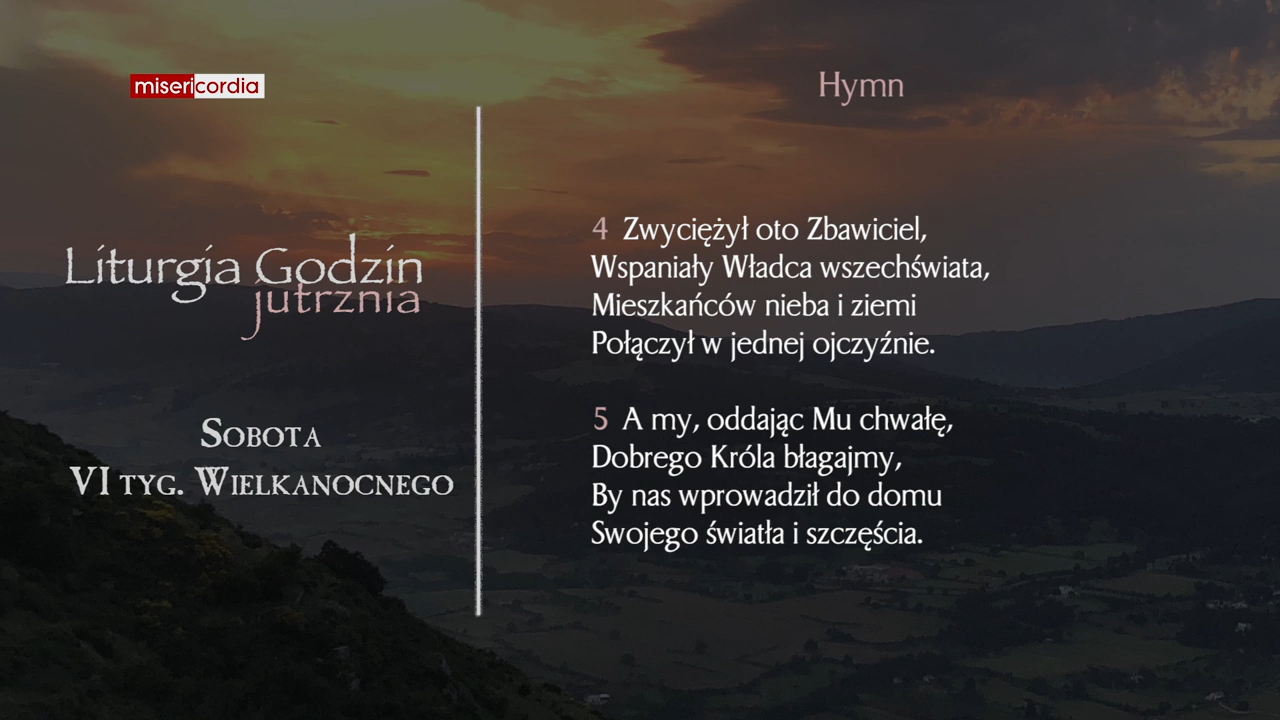 misericordia
Liturgia Godzin
jutrznia
Sobota
VI tyg. Wielkanocnego
Hymn
4 Zwyciężył oto Zbawiciel,
Wspaniały Władca wszechświata,
Mieszkańców nieba i ziemi
Połączył w jednej ojczyźnie.
5 A my, oddając Mu chwałę,
Dobrego Króla błagajmy,
By nas wprowadził do domu
Swojego światła i szczęścia.